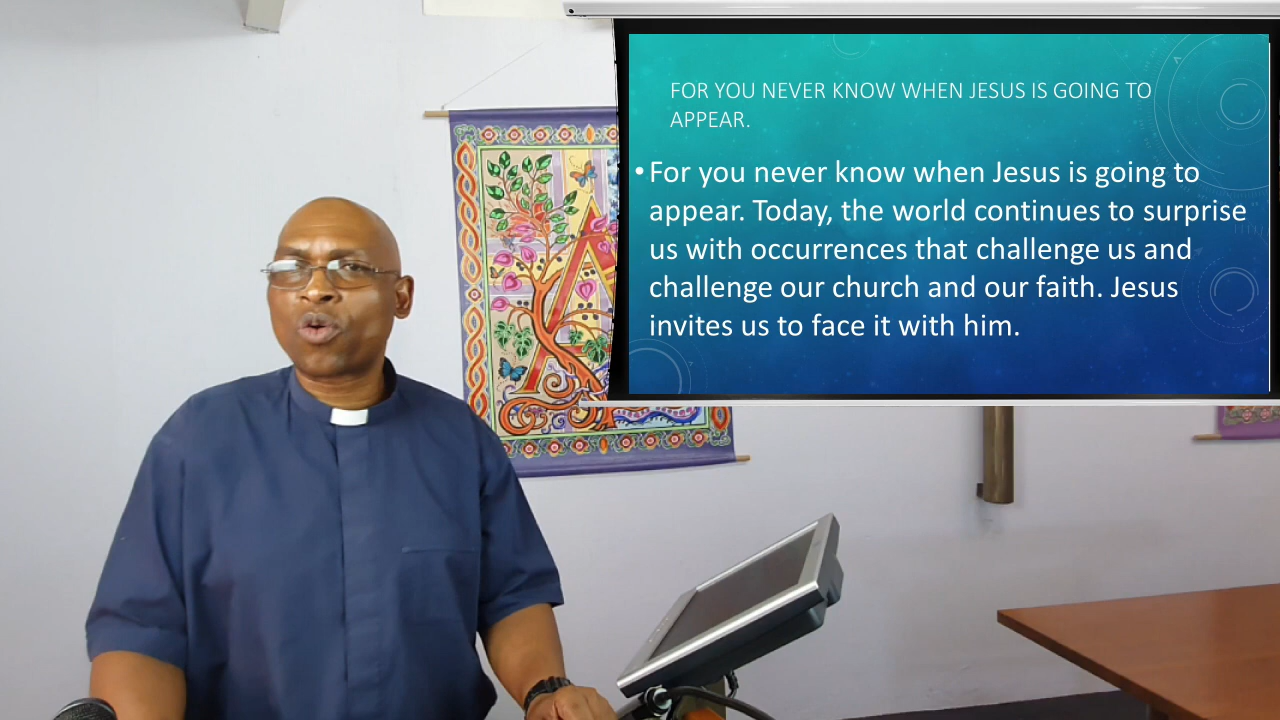 FOR YOU NEVER KNOW WHEN JESUS IS GOING TO
APPEAR.
•For you never know when Jesus is going to
appear. Today, the world continues to surprise
us with occurrences that challenge us and
challenge our church and our faith. Jesus
invites us to face it with him.